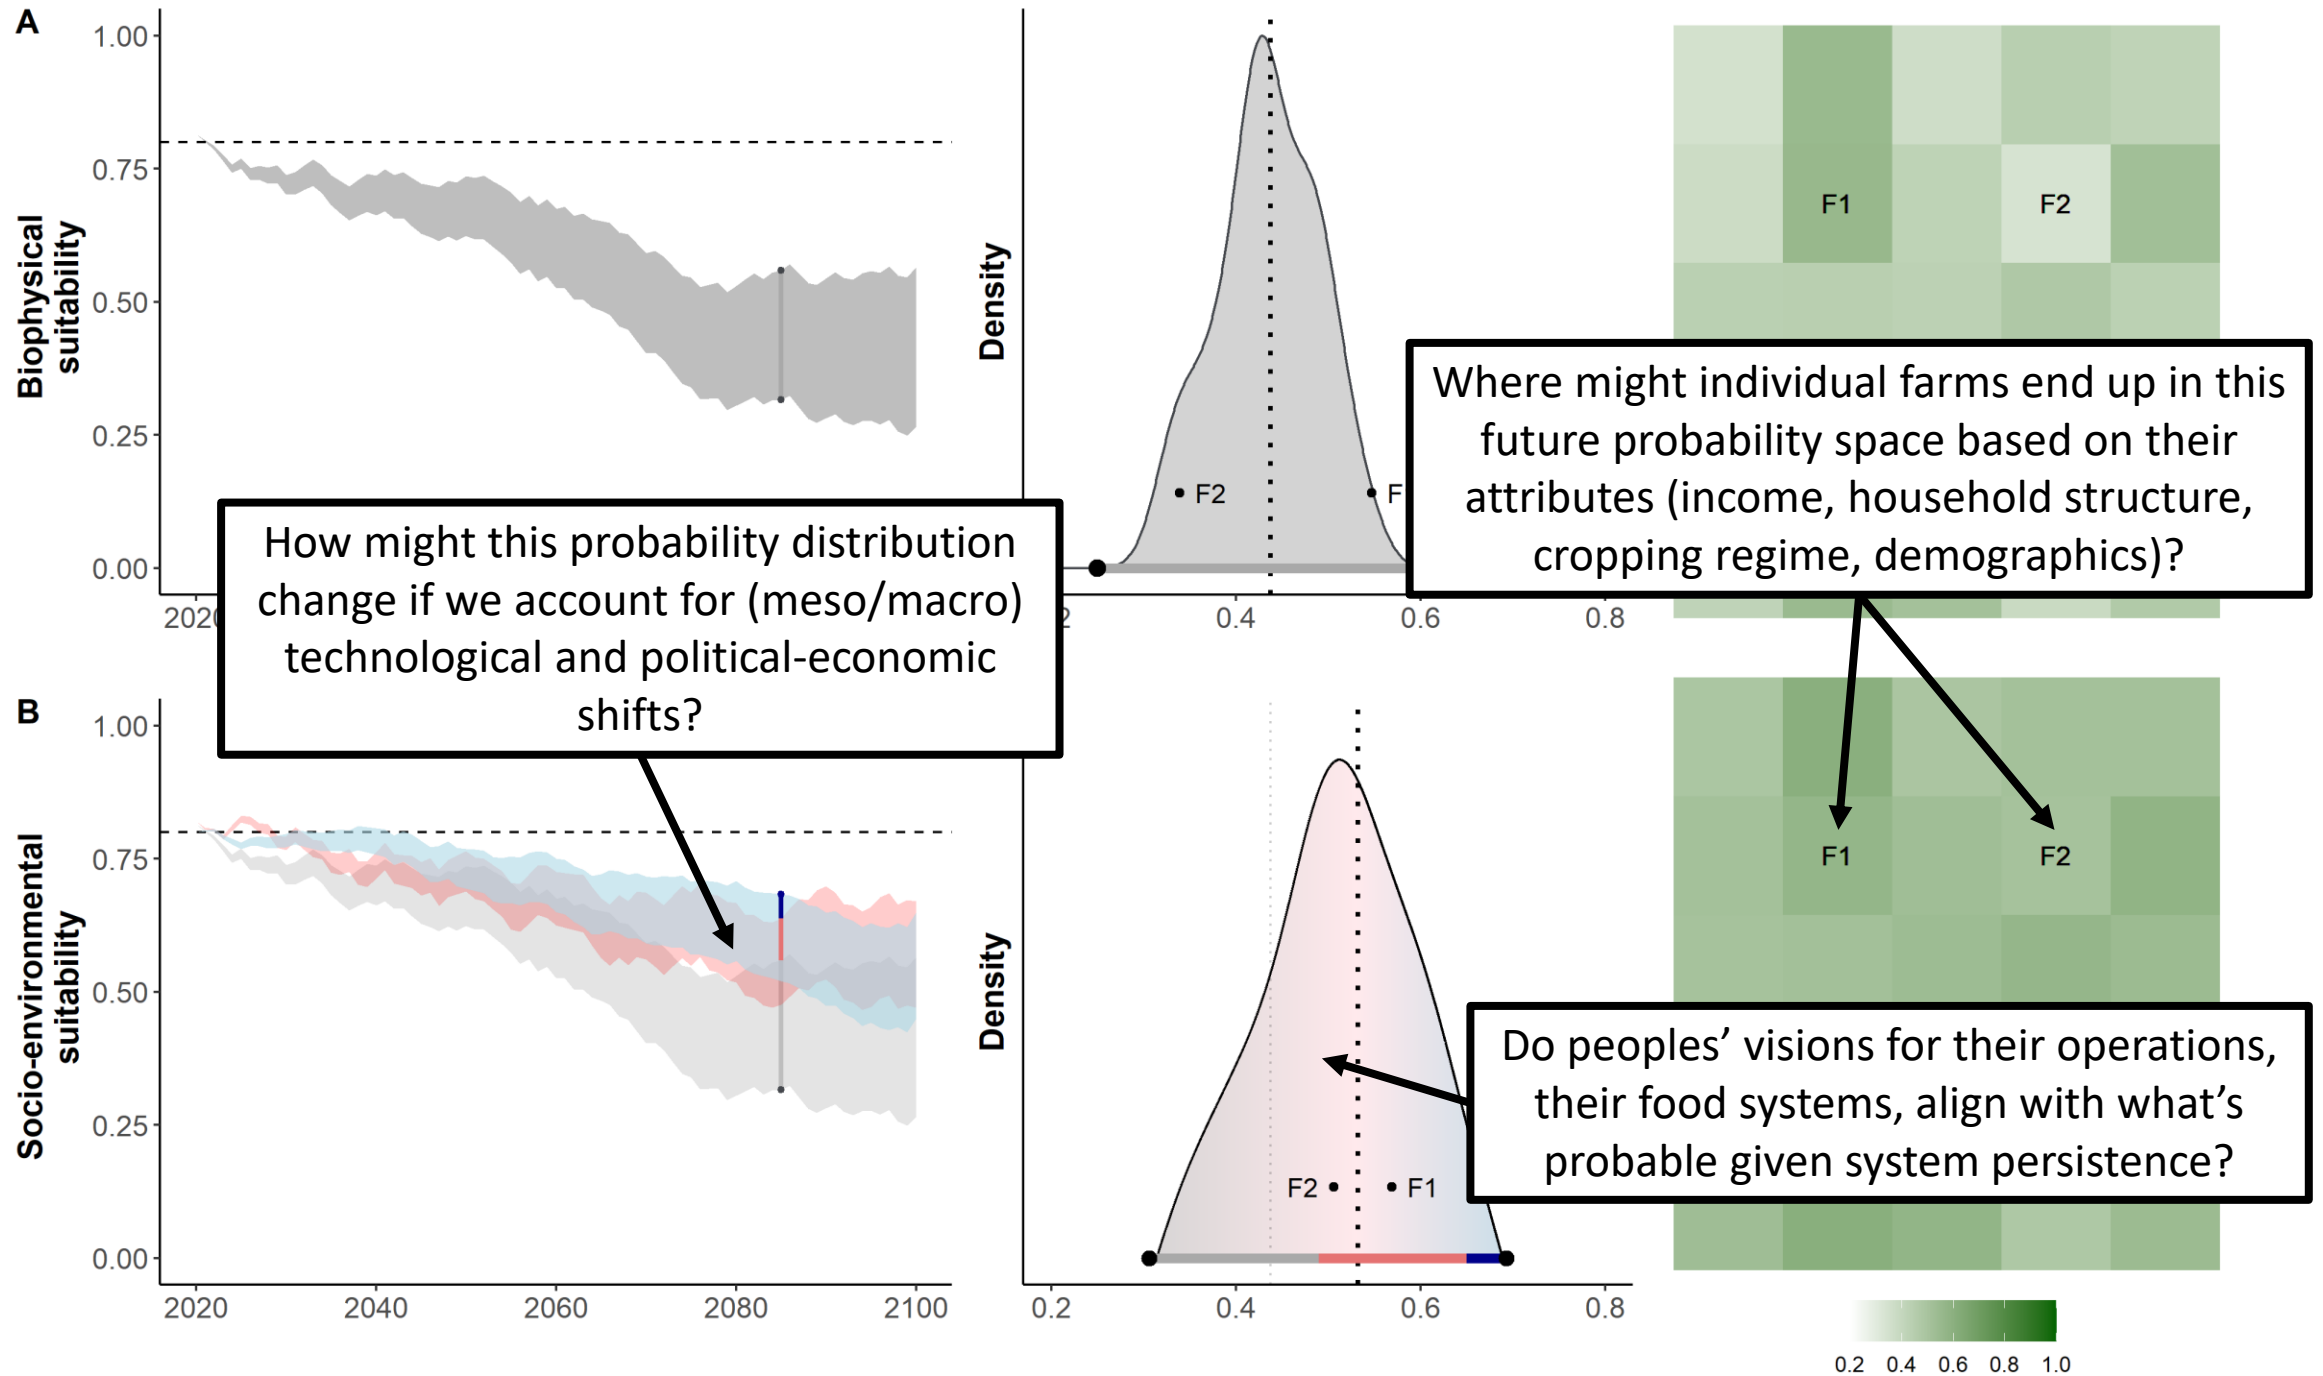 A
1.00
0.75
0.50
0.25
0.00
Biophysical
suitability
Density
F2
F
F1
F2
0.4
0.6
0.8
Where might individual farms end up in this
future probability space based on their
attributes (income, household structure,
cropping regime, demographics)?
How might this probability distribution
change if we account for (meso/macro)
technological and political-economic
shifts?
B
1.00
0.75
0.50
0.25
0.00
Socio-environmental
suitability
2020
2040
2060
2080
2100
Density
F2
F1
0.2
0.4
0.6
0.8
F1
F2
Do peoples’ visions for their operations,
their food systems, align with what’s
probable given system persistence?
0.2 0.4 0.6 0.8 1.0